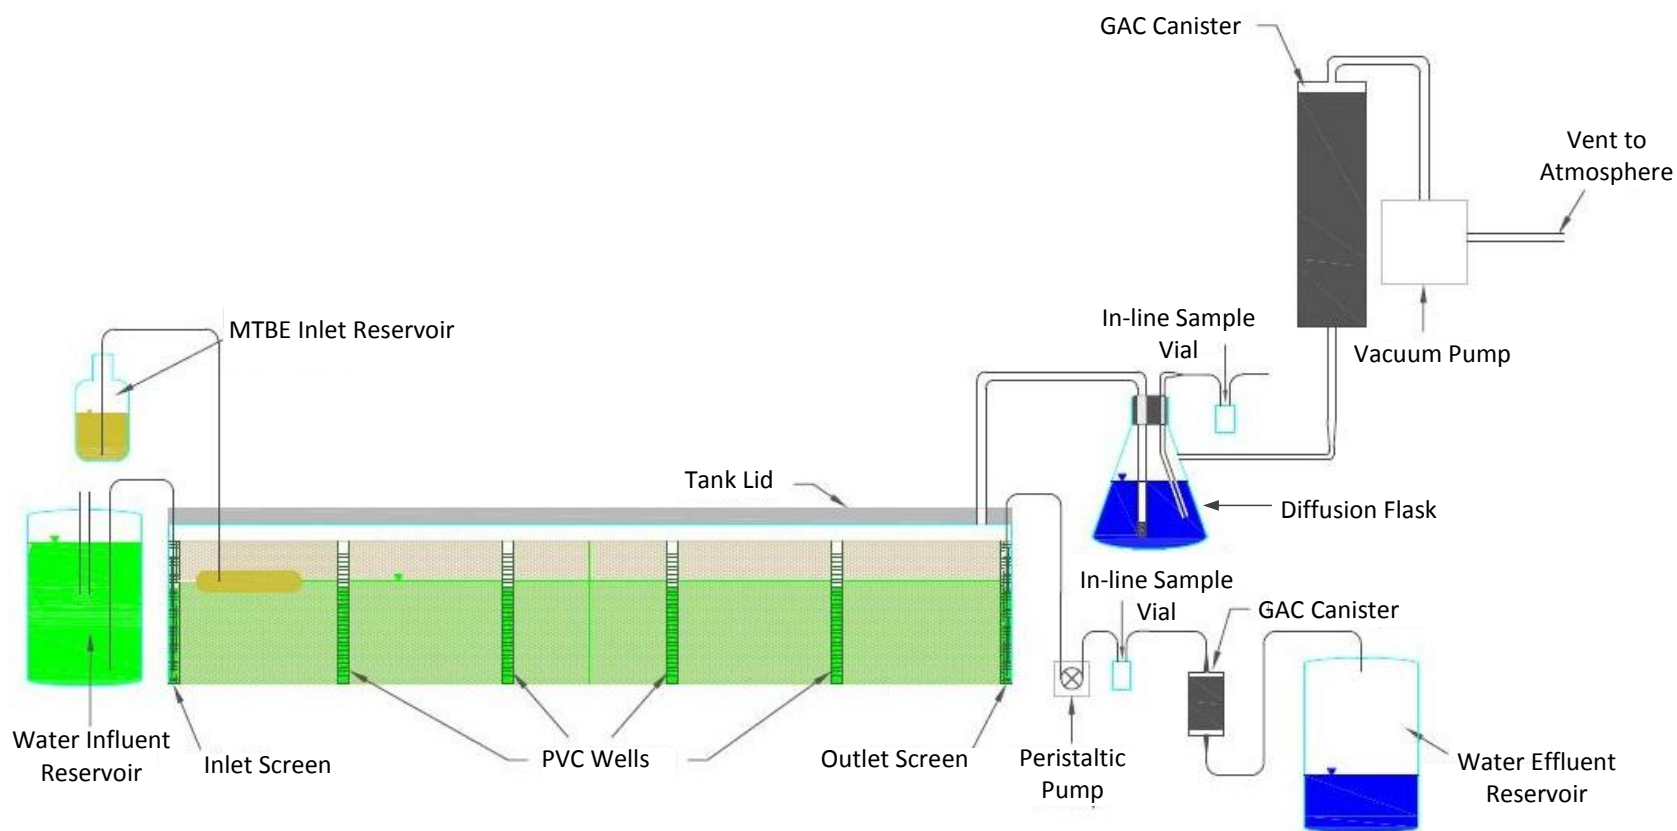 GAC Canister
Vent to
Atmosphere
MTBE Inlet Reservoir
In-line Sample
Vial
Vacuum Pump
Tank Lid
Diffusion Flask
In-line Sample
Vial
GAC Canister
Water Influent
Reservoir
Inlet Screen
PVC Wells
Outlet Screen
Peristaltic
Pump
Water Effluent
Reservoir